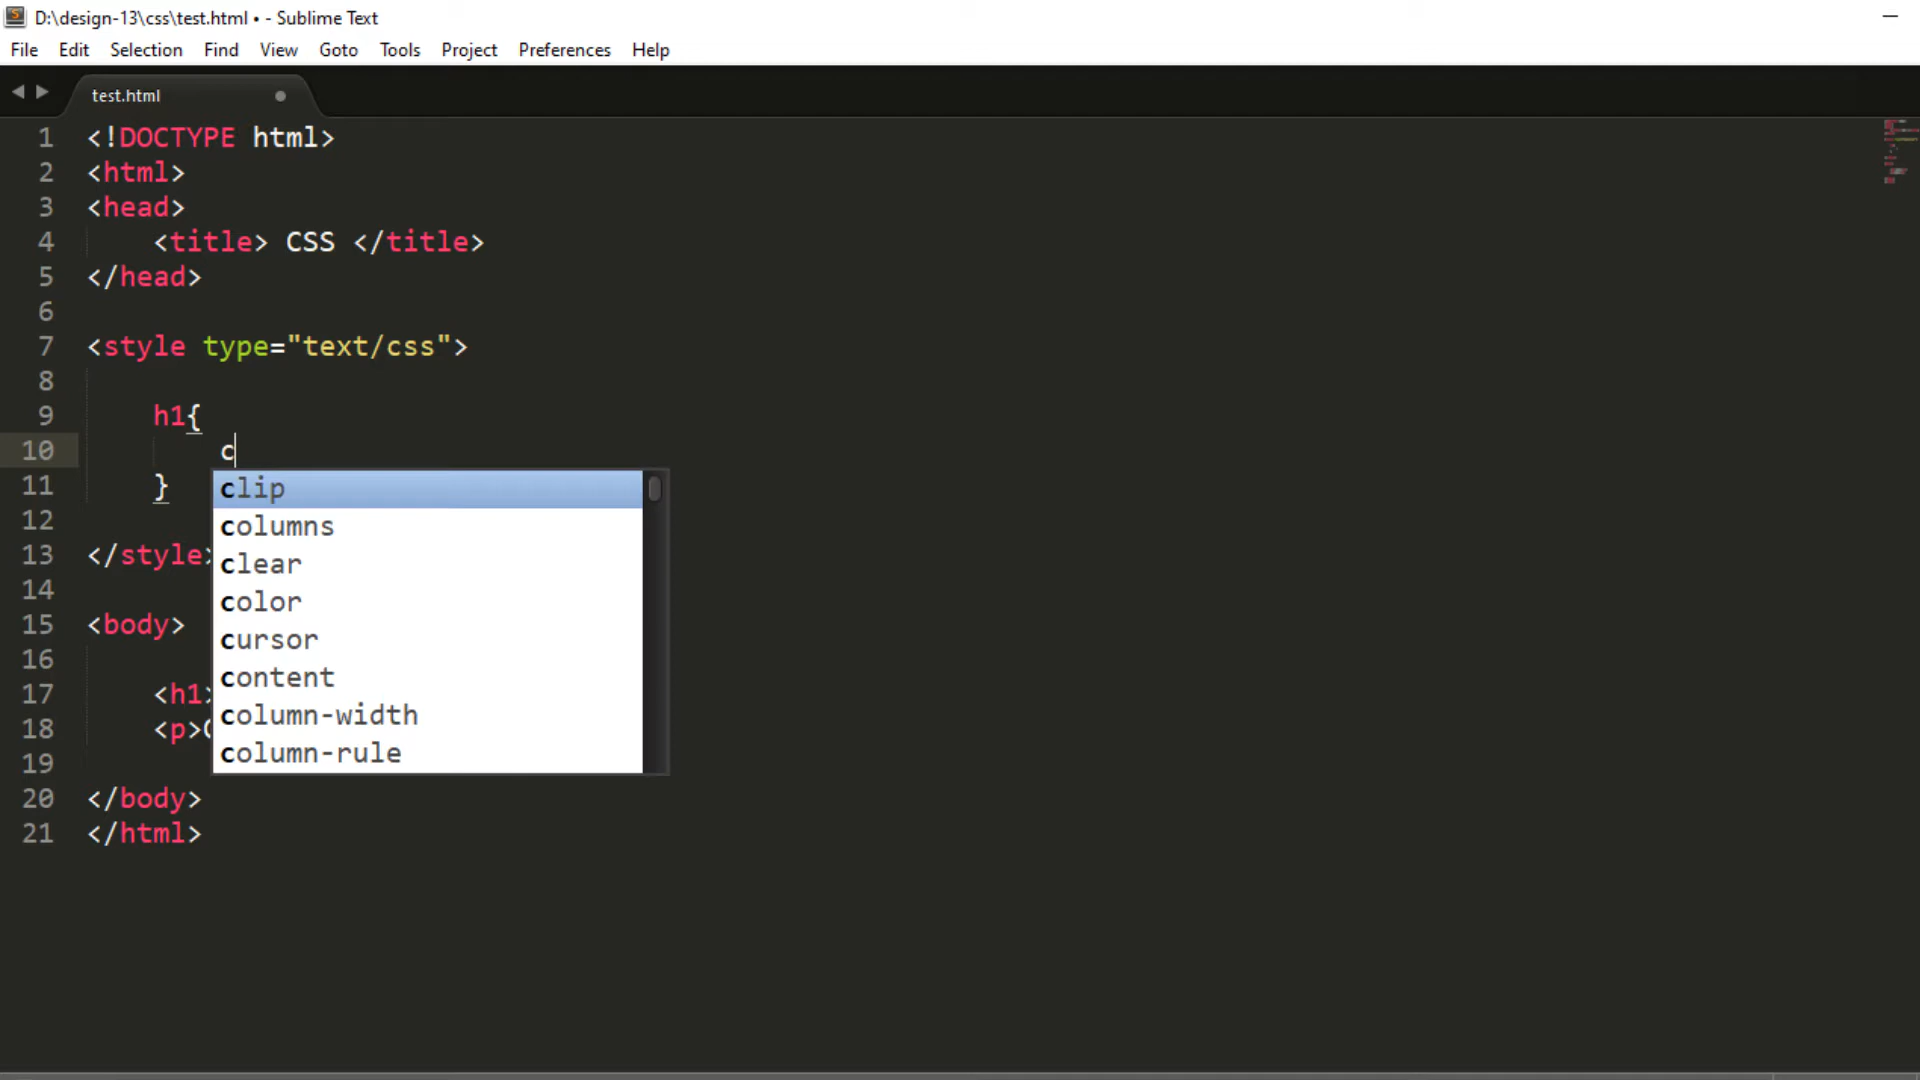 D:\design-13\css\test.html • - Sublime Text
File Edit Selection Find View Goto Tools Project Preferences Help
test.html
1 <!DOCTYPE html>
2 <html>
3 <head>
4 <title> CSS </title>
5 </head>
6
7 <style type="text/css">
8
9 h1{
10 c
11 }
clip
12
columns
13 </style>
clear
14
color
15 <body>
cursor
16
content
17 <h1>
column-width
18 <p>
column-rule
19
20 </body>
21 </html>